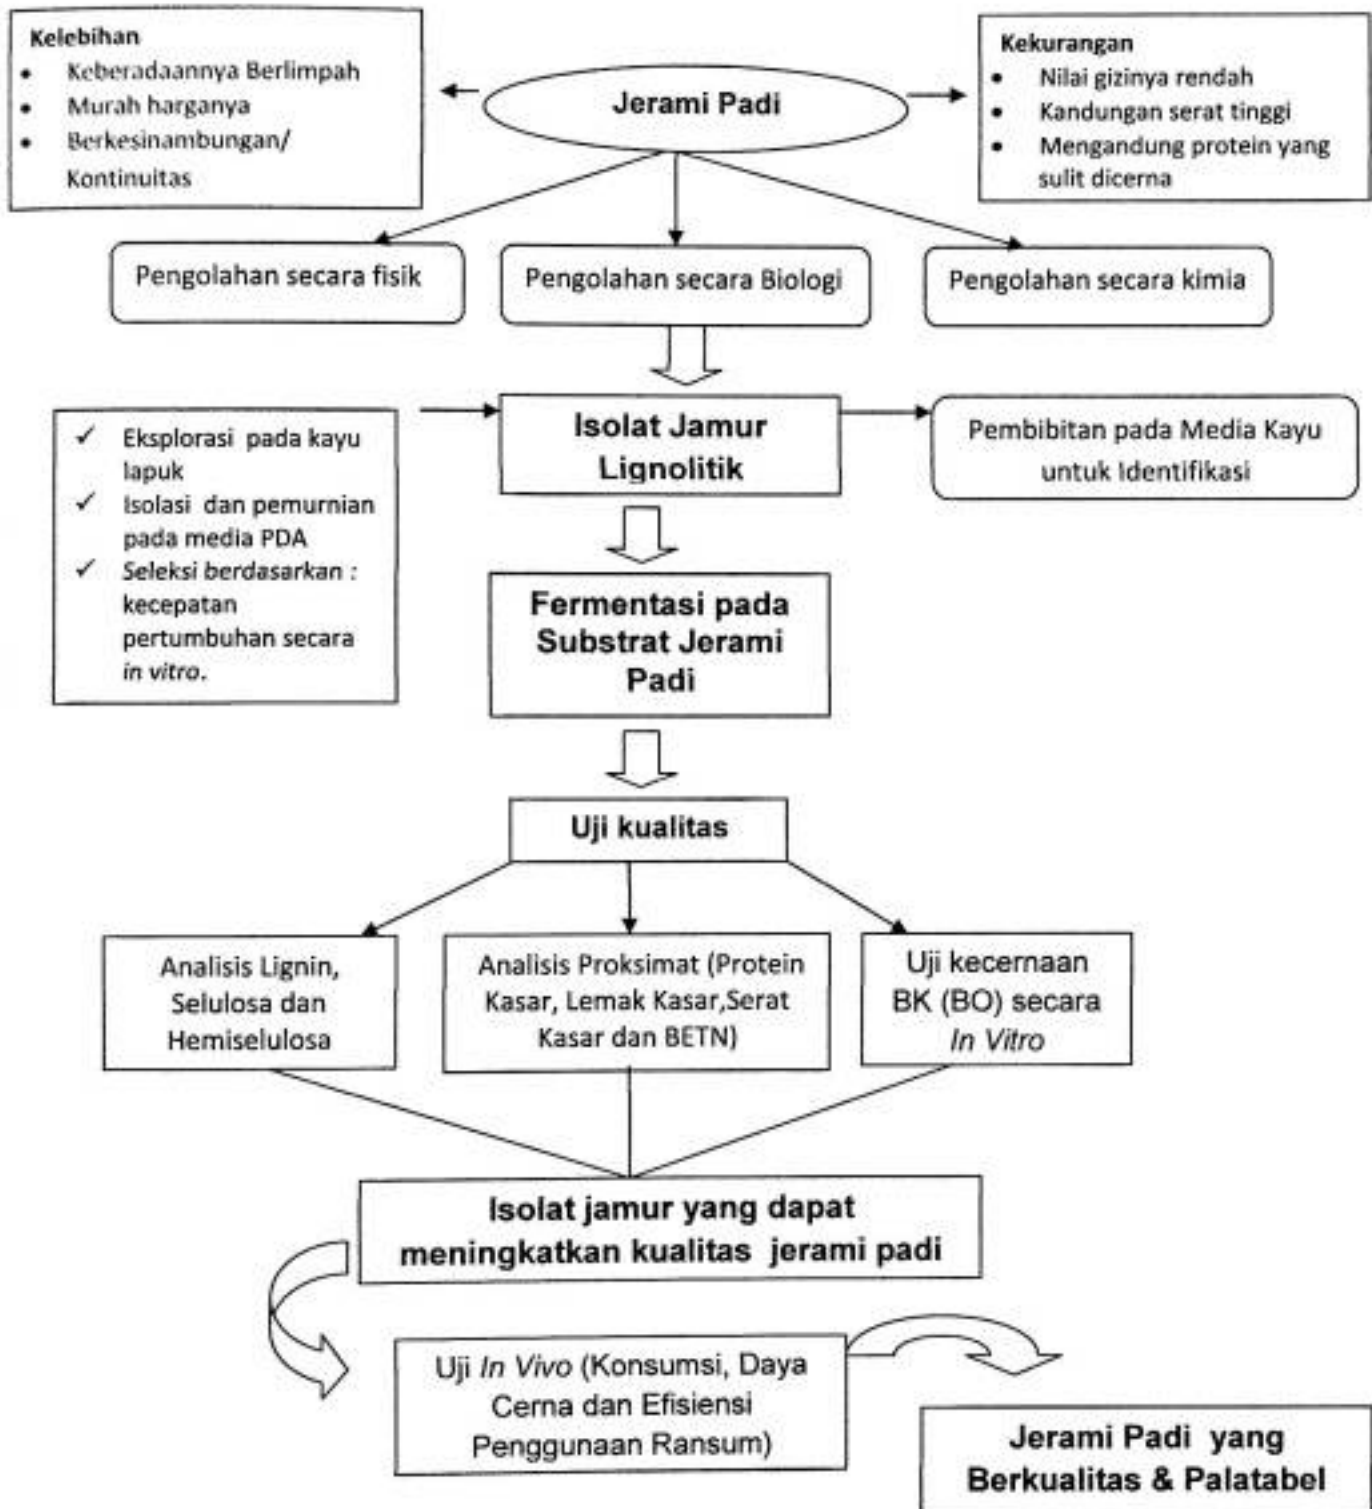 Kelebihan
• Keberadaannya Berlimpah
• Murah harganya
• Berkesinambungan/
Kontinuitas
Jerami Padi
Kekurangan
• Nilai gizinya rendah
• Kandungan serat tinggi
• Mengandung protein yang
sulit dicerna
Pengolahan secara fisik
Pengolahan secara Biologi
Pengolahan secara kimia
✓ Eksplorasi pada kayu
lapuk
✓ Isolasi dan pemurnian
pada media PDA
✓ Seleksi berdasarkan :
kecepatan
pertumbuhan secara
in vitro.
Isolat Jamur
Lignolitik
Pembibitan pada Media Kayu
untuk Identifikasi
Fermentasi pada
Substrat Jerami
Padi
Uji kualitas
Analisis Lignin,
Selulosa dan
Hemiselulosa
Analisis Proksimat (Protein
Kasar, Lemak Kasar,Serat
Kasar dan BETN)
Uji kecernaan
BK (BO) secara
In Vitro
Isolat jamur yang dapat
meningkatkan kualitas jerami padi
Uji In Vivo (Konsumsi, Daya
Cerna dan Efisiensi
Penggunaan Ransum)
Jerami Padi yang
Berkualitas & Palatabel